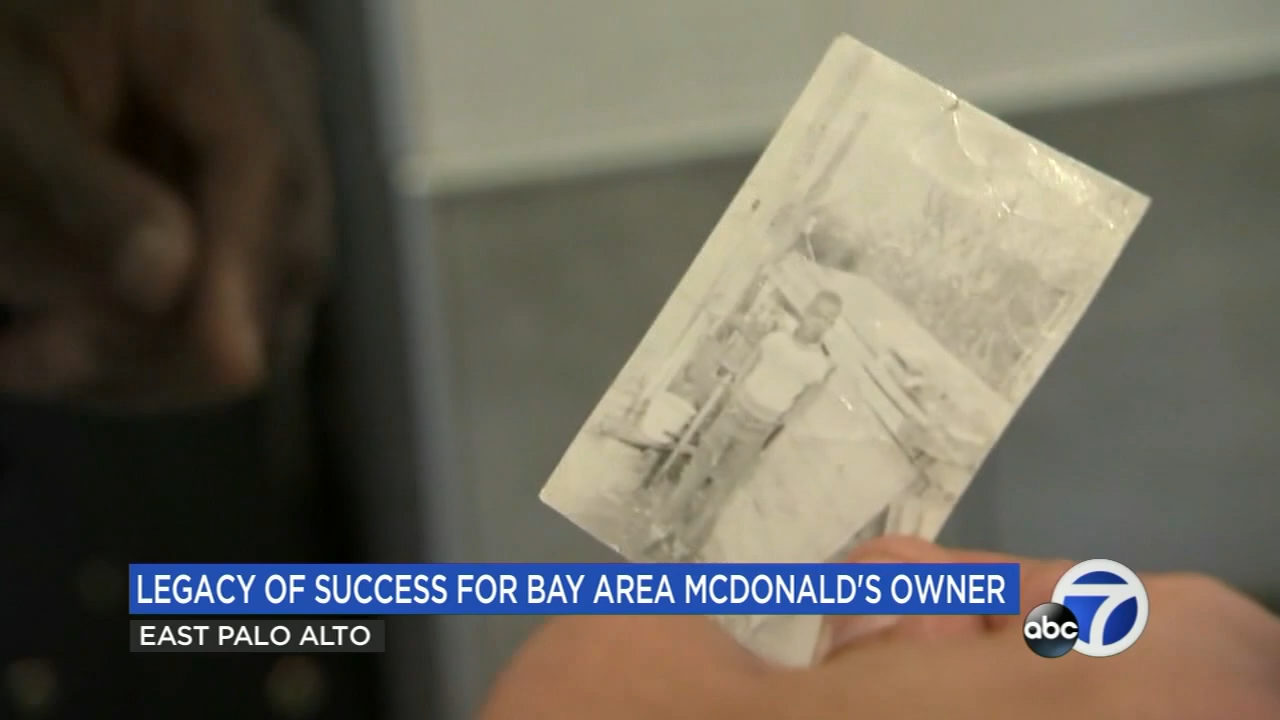 LEGACY OF SUCCESS FOR BAY AREA MCDONALD'S OWNER
EAST PALO ALTO
abc 7